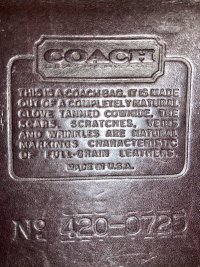 COACH
THIS IS A COACH BAG. IT IS MADE
OUT OF A COMPLETELY NATURAL
GLOVE TANNED COWHIDE. THE
SCARS, SCRATCHES, VEINS
AND WRINKLES ARE NATURAL
MARKINGS CHARACTERISTIC
OF FULL-GRAIN LEATHERS.
MADE IN U.S.A.
No 420-0725